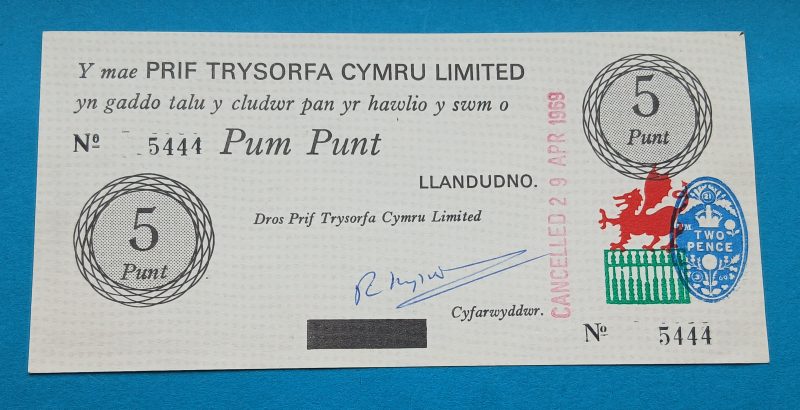 Y mae PRIF TRYSORFA CYMRU LIMITED
yn gaddo talu y cludwr pan yr hawlio y swm o
Nº 5444 Pum Punt
5
Punt
LLANDUDNO.
Dros Prif Trysorfa Cymru Limited
5
Punt
Cyfarwyddwr.
CANCELLED 29 APR 1969
21
TWO
PENCE
Nº 5444